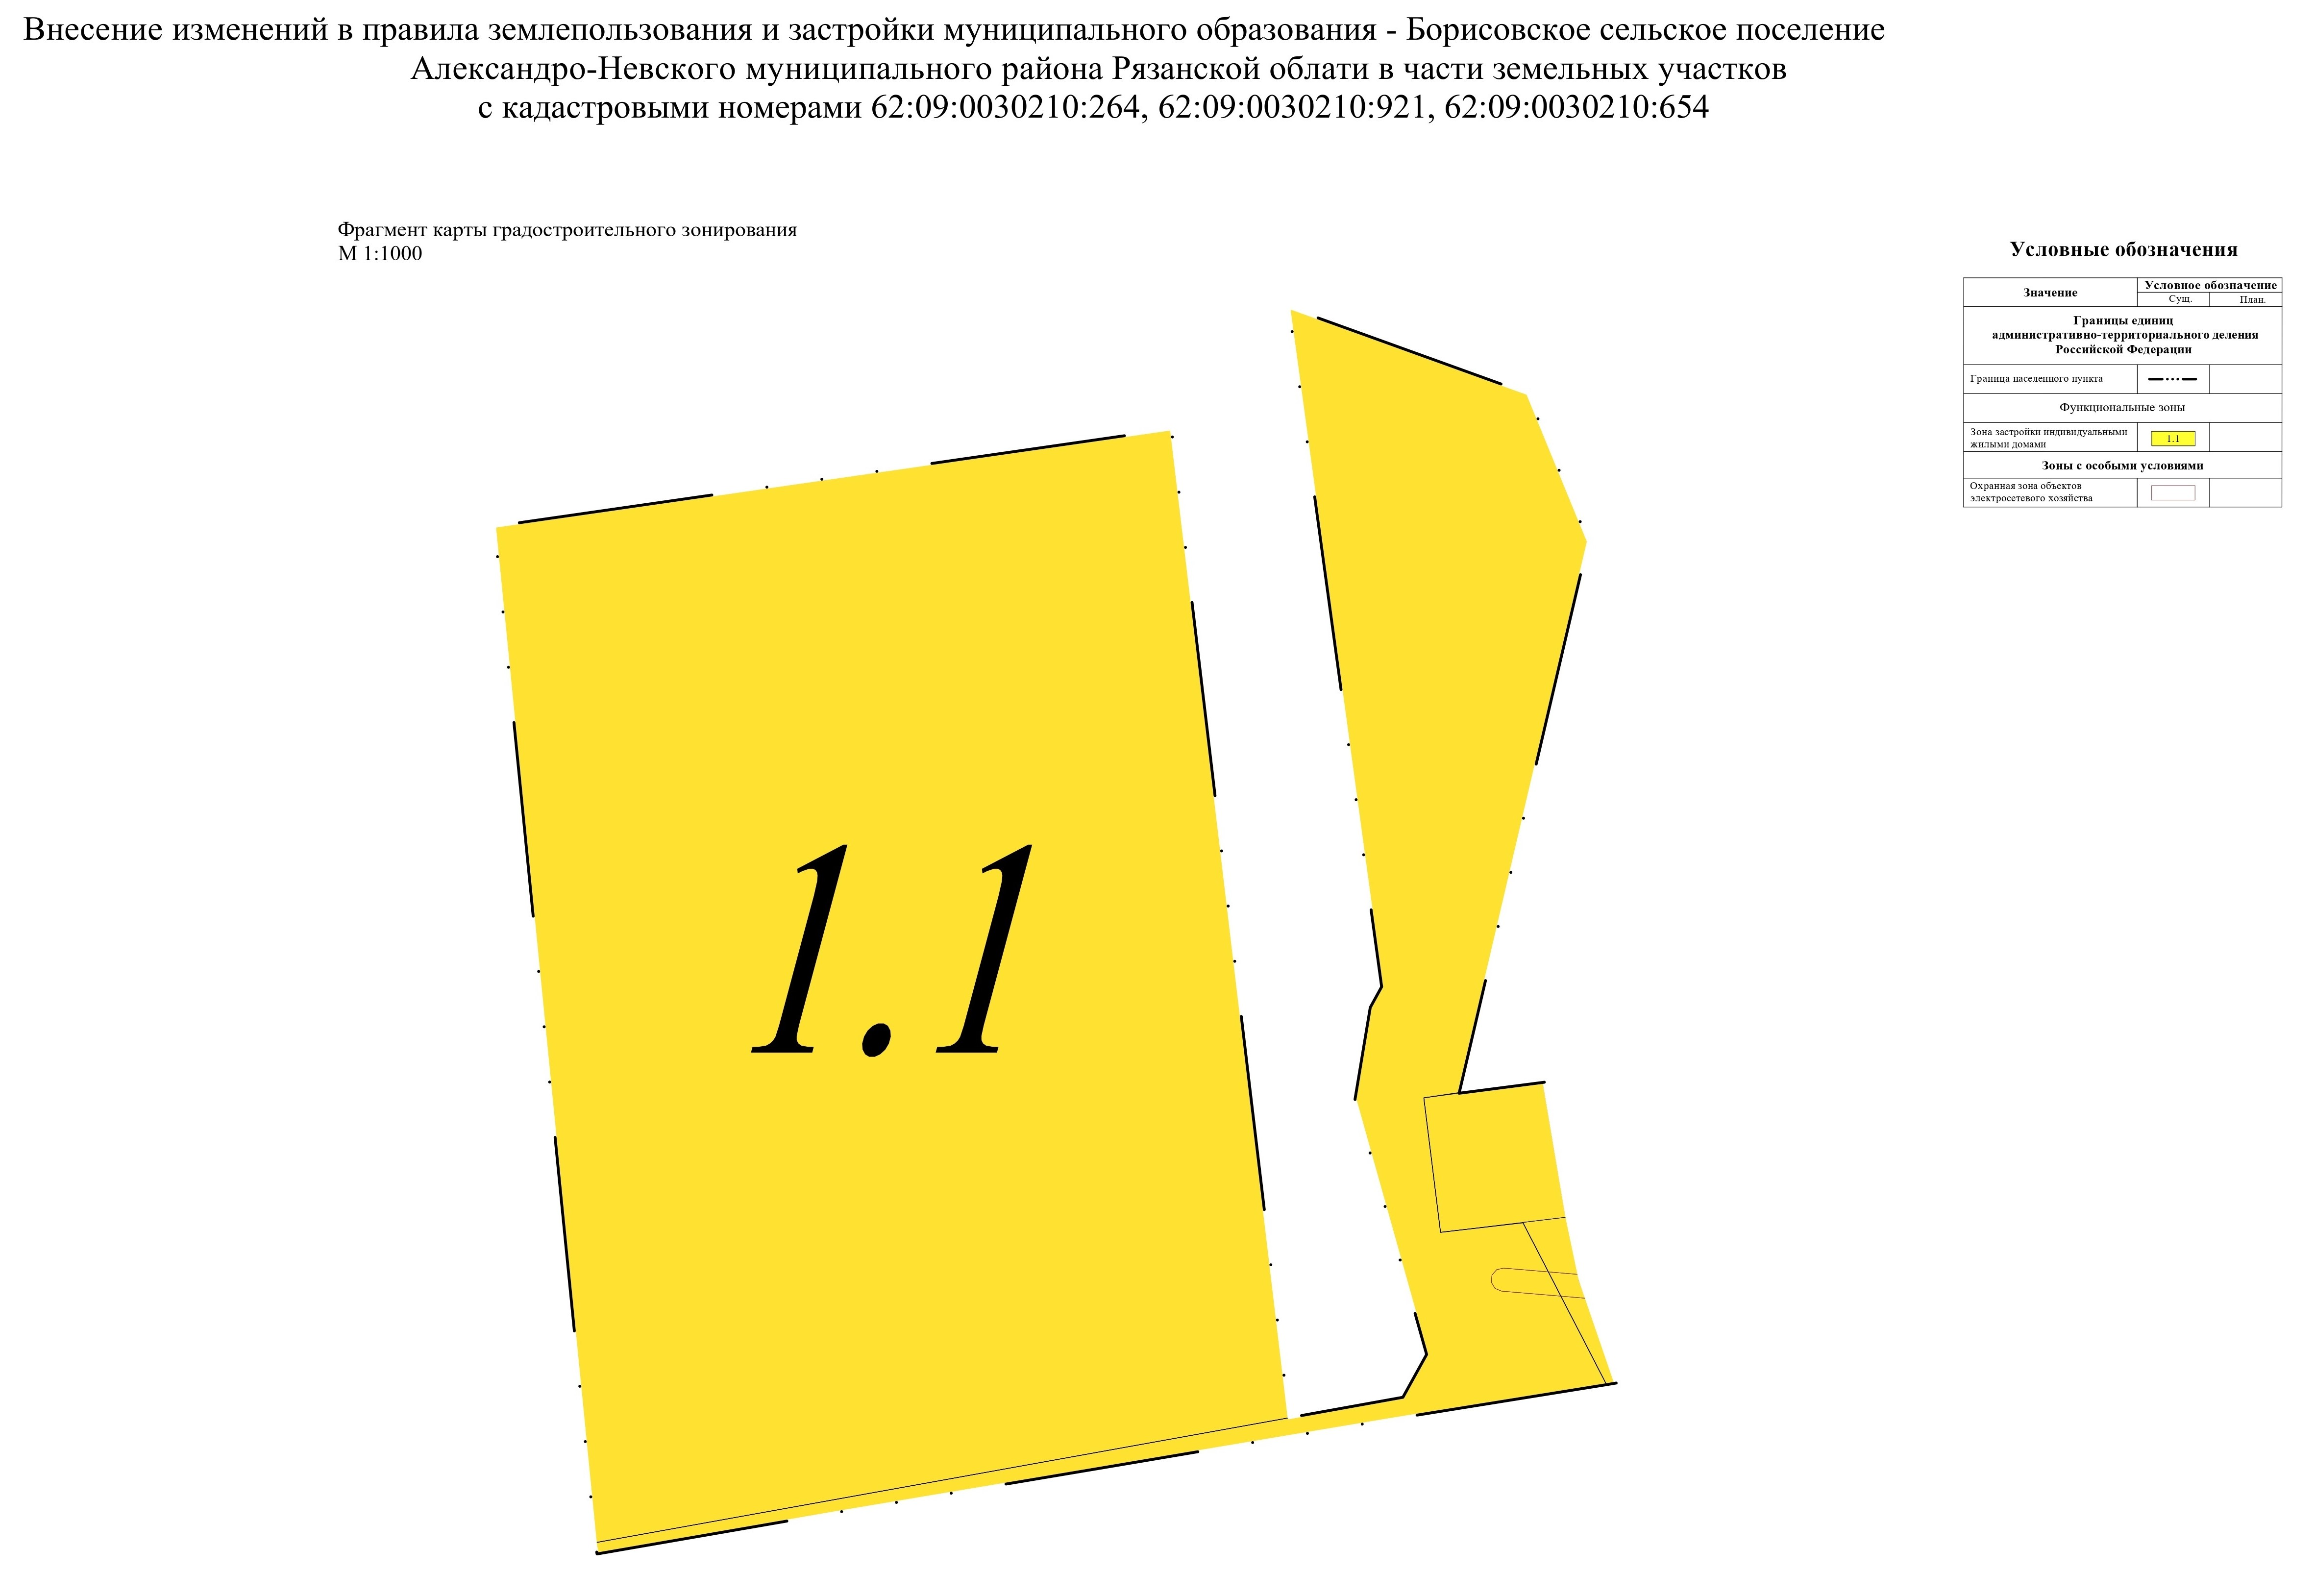 Внесение изменений в правила землепользования и застройки муниципального образования - Борисовское сельское поселение
Александро-Невского муниципального района Рязанской облати в части земельных участков
с кадастровыми номерами 62:09:0030210:264, 62:09:0030210:921, 62:09:0030210:654
Фрагмент карты градостроительного зонирования
М 1:1000
Условные обозначения
Значение
Условное обозначение
Сущ.
План.
Границы единиц
административно-территориального деления
Российской Федерации
Граница населенного пункта
Функциональные зоны
Зона застройки индивидуальными
жилыми домами
1.1
Зоны с особыми условиями
Охранная зона объектов
электросетевого хозяйства
1.1